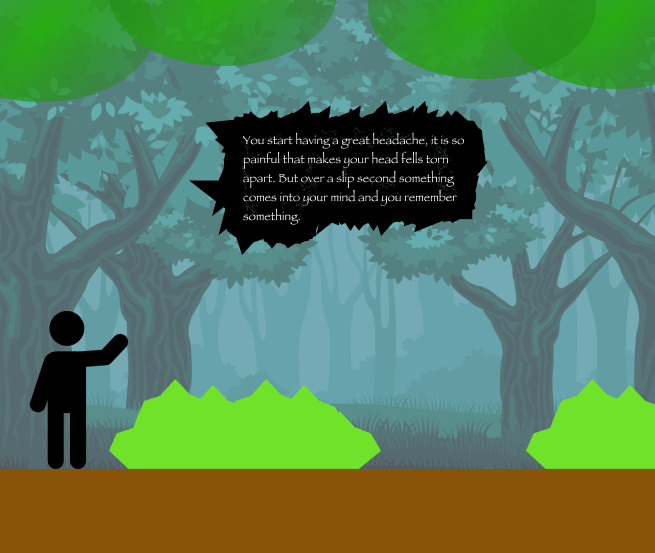 You start having a great headache, it is so
painful that makes your head fells torn
apart. But over a slip second something
comes into your mind and you remember
something.